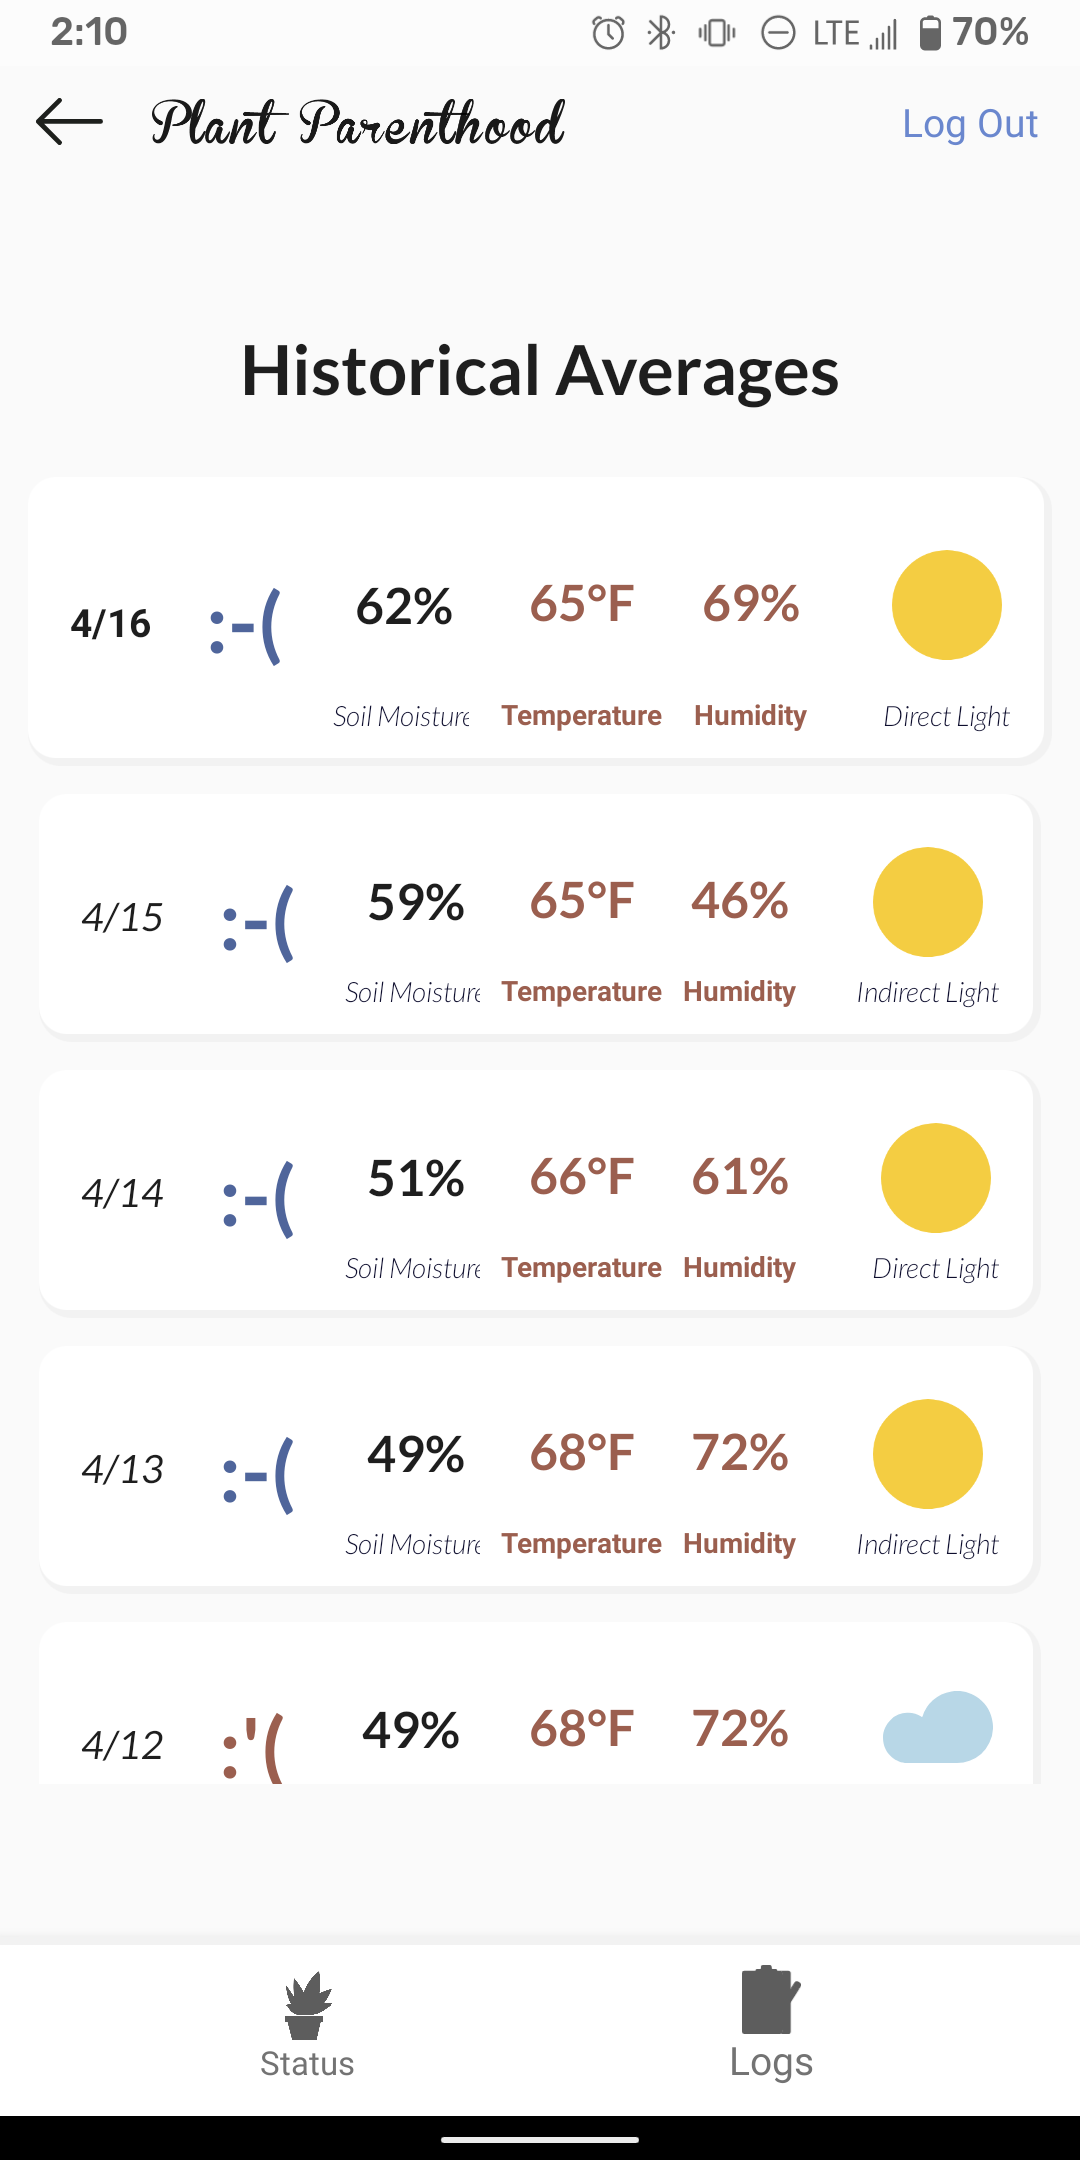 2:10 LTE 70%
Plant Parenthood Log Out
Historical Averages
4/16 :-( 62% 65°F 69%
Soil Moisture Temperature Humidity Direct Light
4/15 :-( 59% 65°F 46%
Soil Moisture Temperature Humidity Indirect Light
4/14 :-( 51% 66°F 61%
Soil Moisture Temperature Humidity Direct Light
4/13 :-( 49% 68°F 72%
Soil Moisture Temperature Humidity Indirect Light
4/12 :'( 49% 68°F 72%
Status Logs